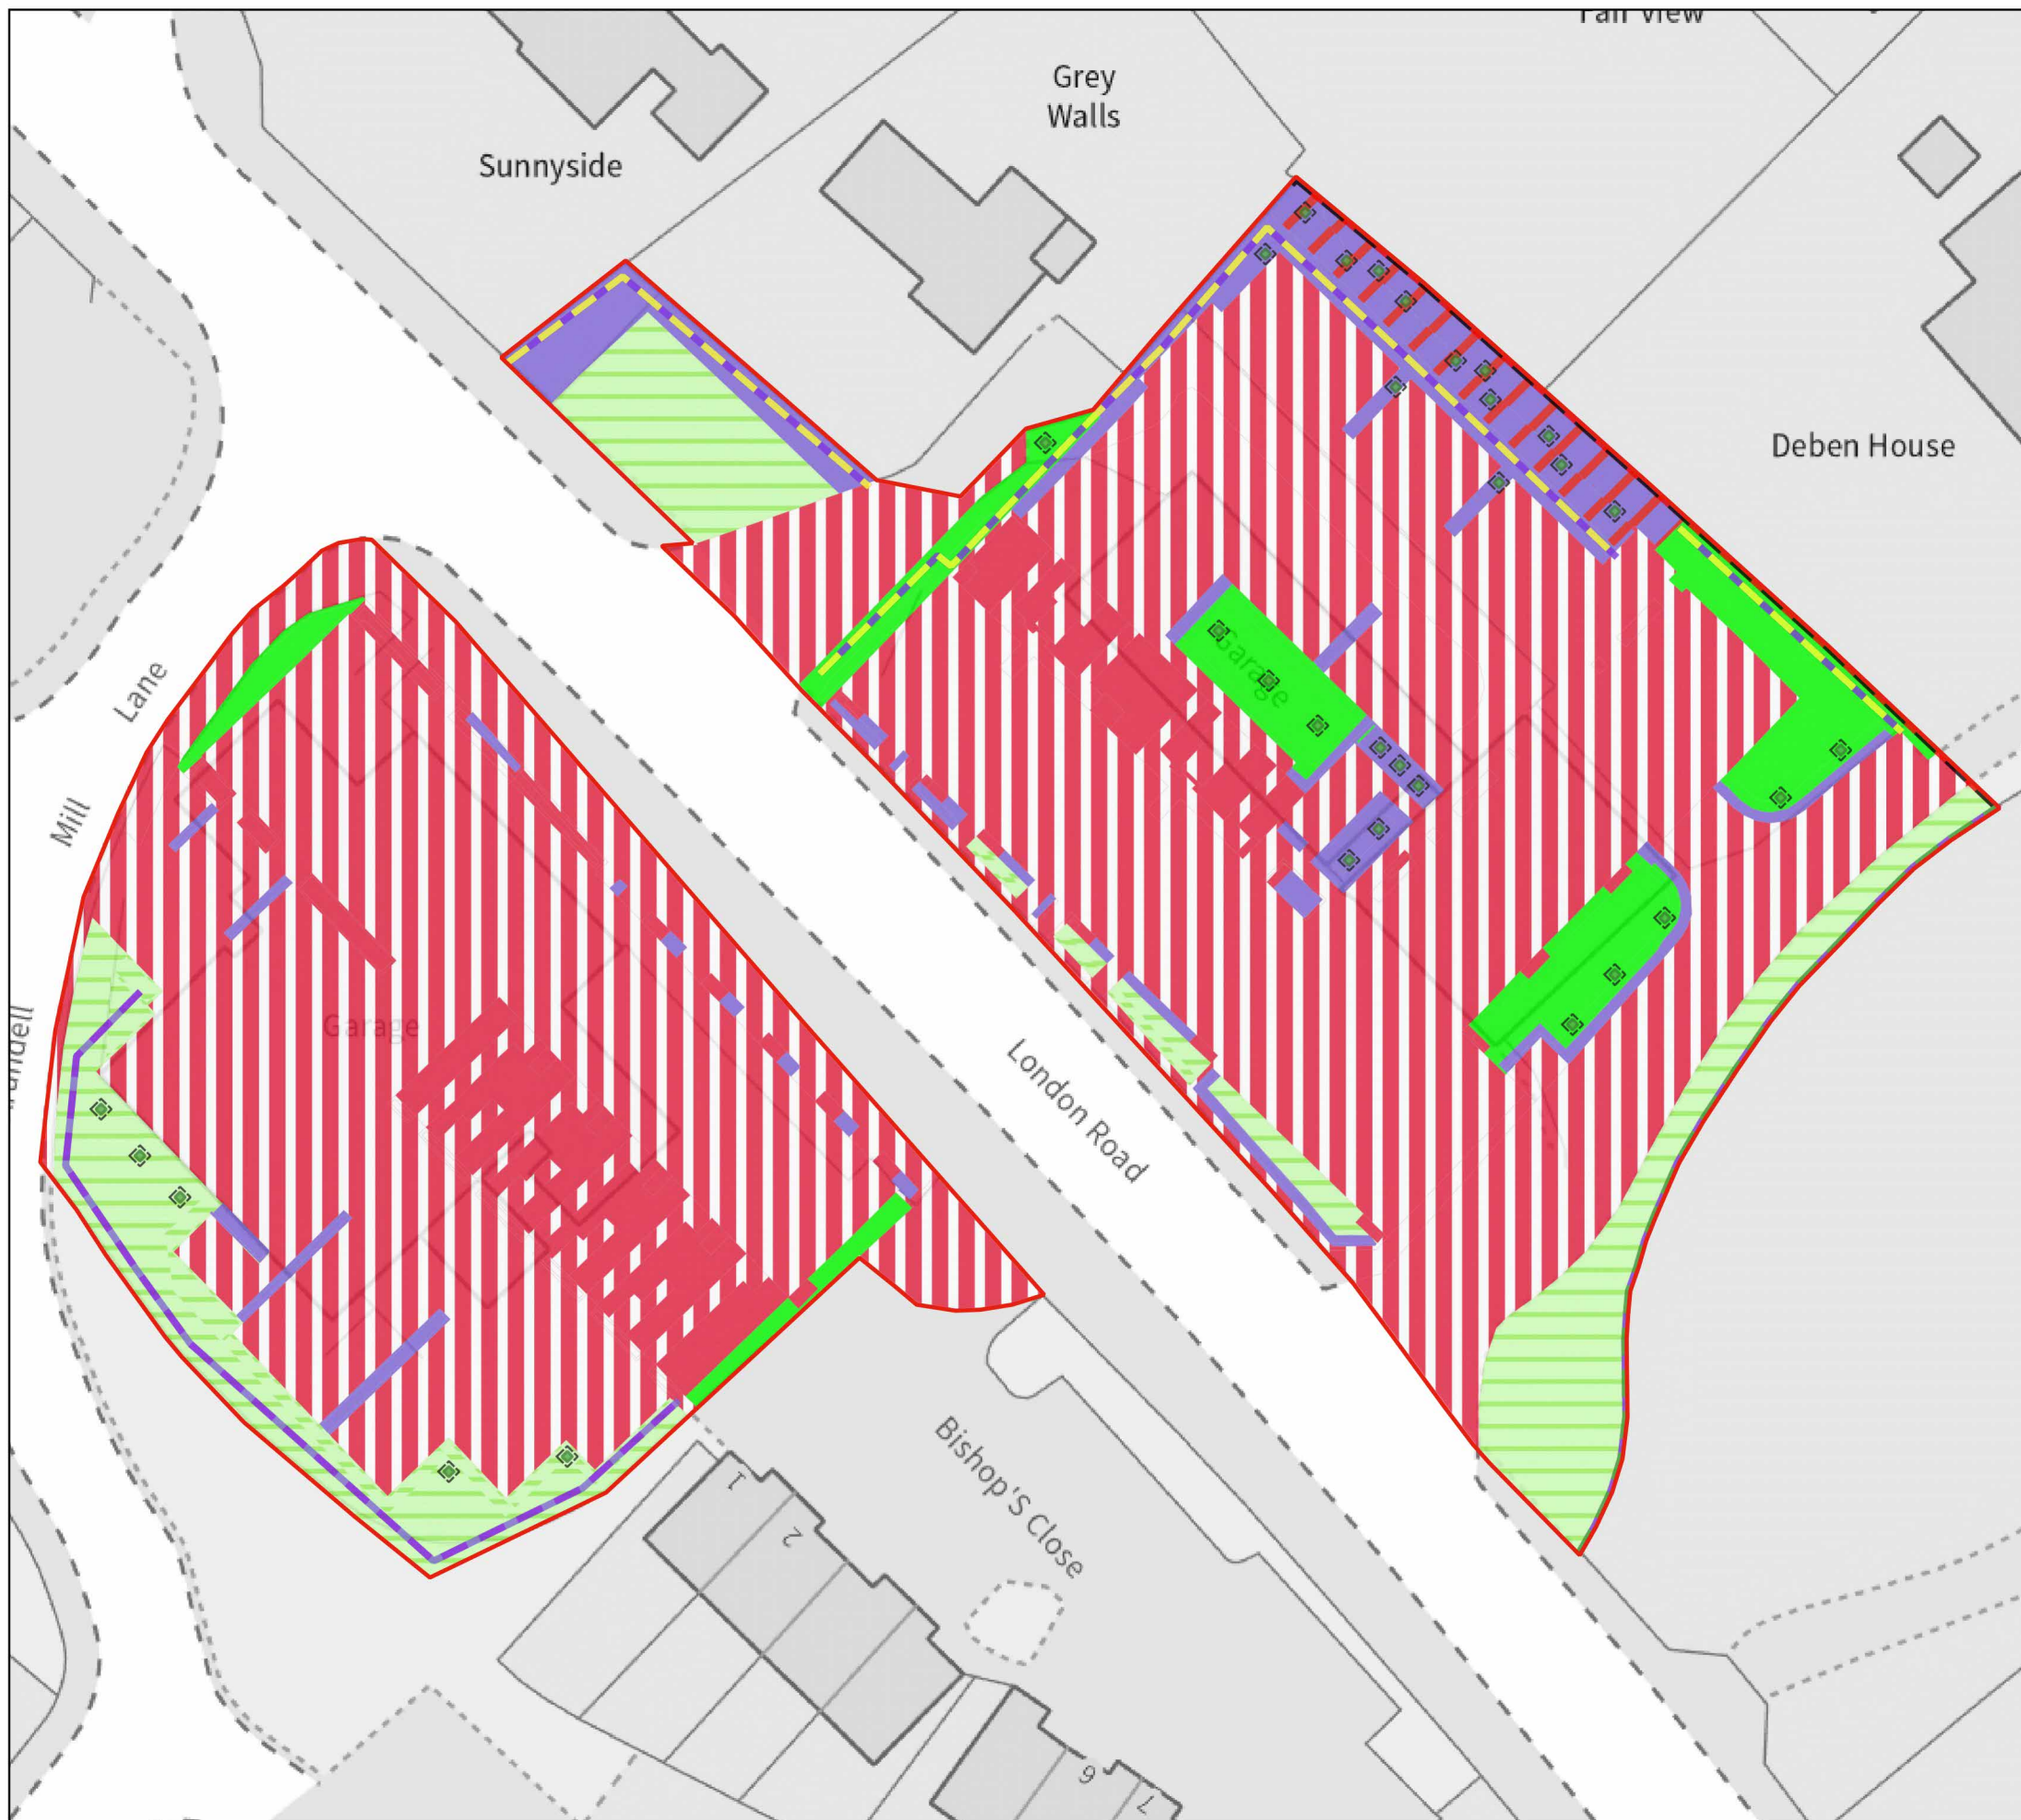 Fair View
Grey
Walls
Sunnyside
Deben House
Garage
Lane
Mill
Garage
London Road
Bishop'S Close
1
2
6
7